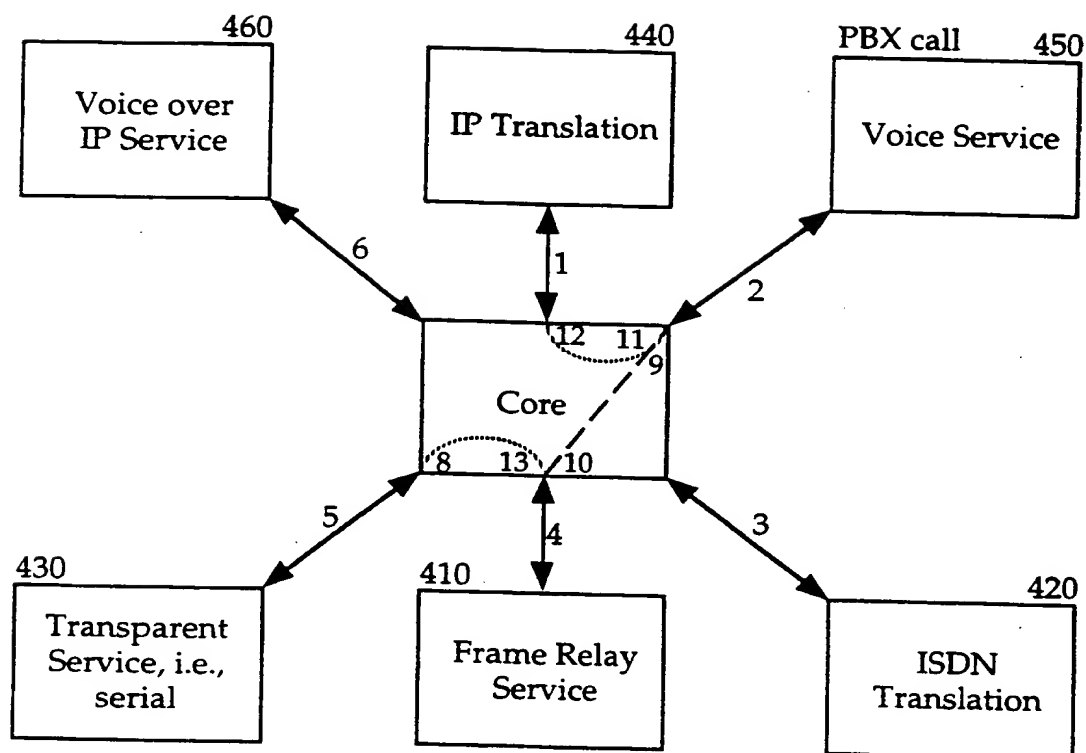 460
Voice over
IP Service
440
IP Translation
PBX call
450
Voice Service
6
1
2
12
11
9
Core
8
13
10
5
4
3
430
Transparent
Service, i.e.,
serial
410
Frame Relay
Service
420
ISDN
Translation